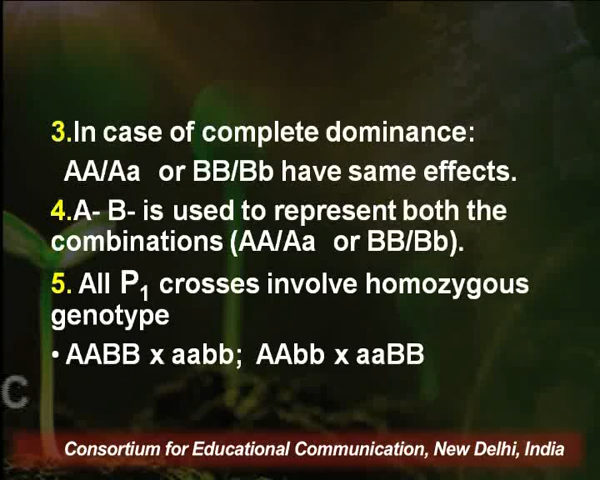 3.In case of complete dominance:
AA/Aa or BB/Bb have same effects.
4.A- B- is used to represent both the
combinations (AA/Aa or BB/Bb).
5. All P1 crosses involve homozygous
genotype
• AABB x aabb; AAbb x aaBB
C
Consortium for Educational Communication, New Delhi, India